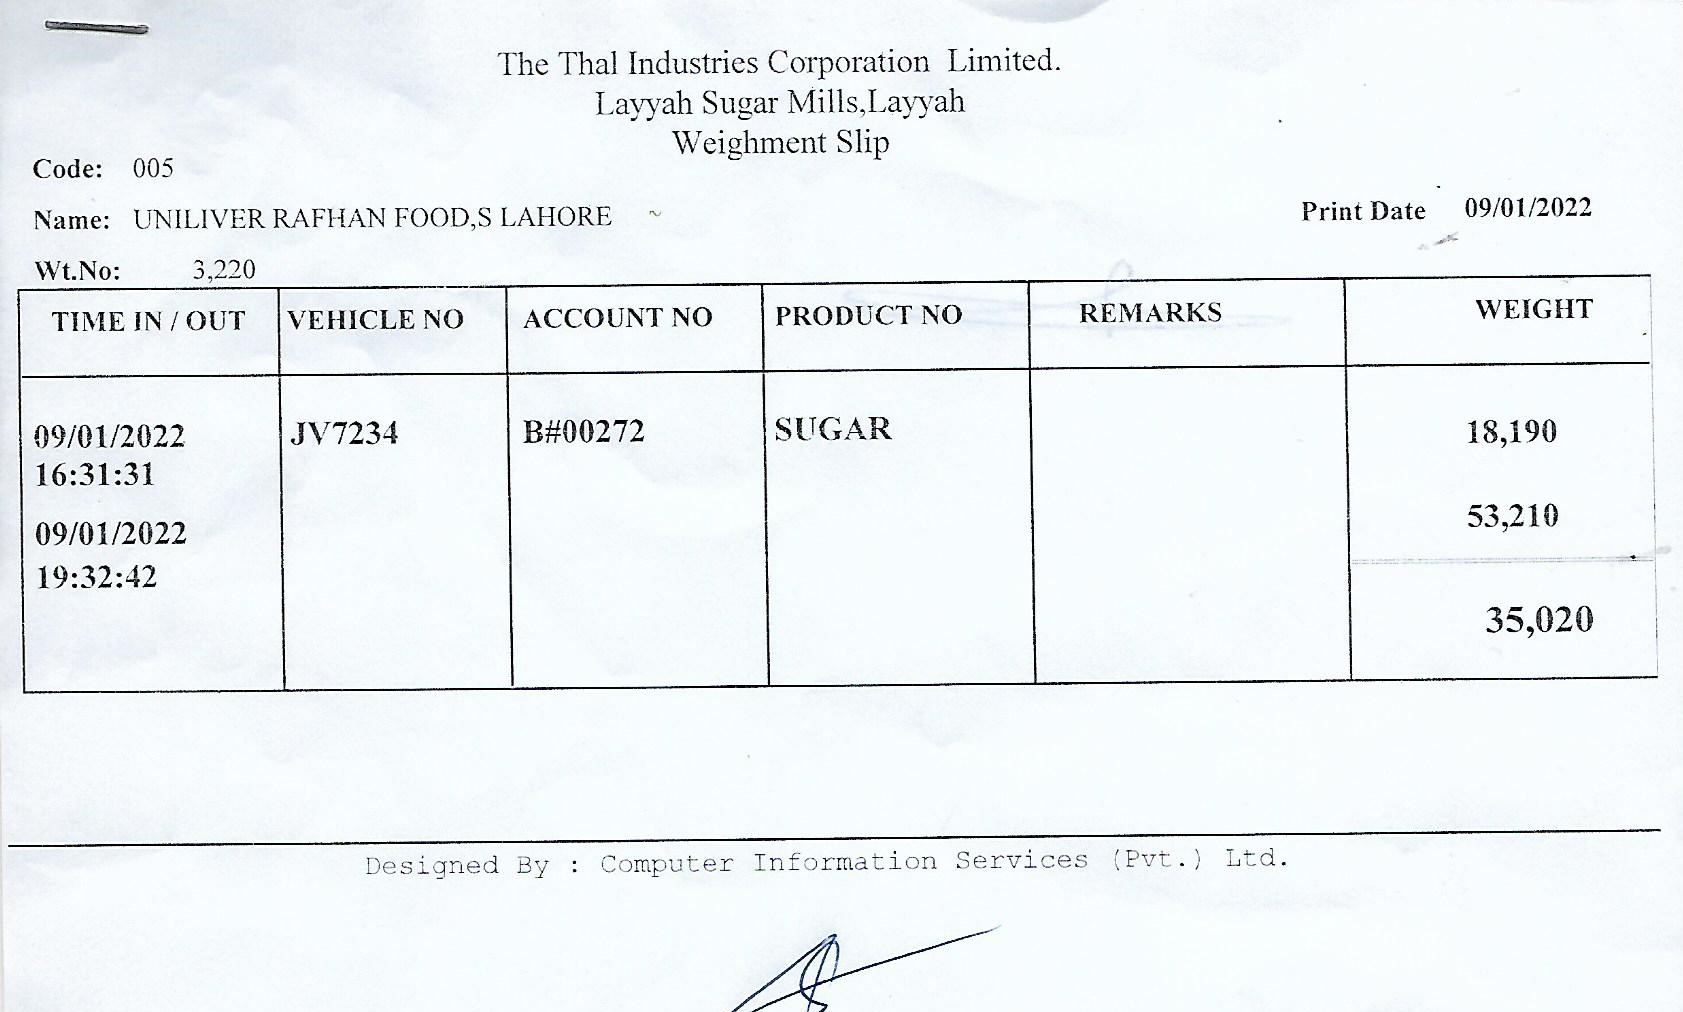 The Thal Industries Corporation Limited.
Layyah Sugar Mills,Layyah
Weighment Slip
Code: 005
Name: UNILIVER RAFHAN FOOD,S LAHORE
Print Date 09/01/2022
Wt.No: 3,220
TIME IN / OUT VEHICLE NO ACCOUNT NO PRODUCT NO REMARKS WEIGHT
09/01/2022 JV7234 B#00272 SUGAR 18,190
16:31:31
09/01/2022 53,210
19:32:42
35,020
Designed By : Computer Information Services (Pvt.) Ltd.